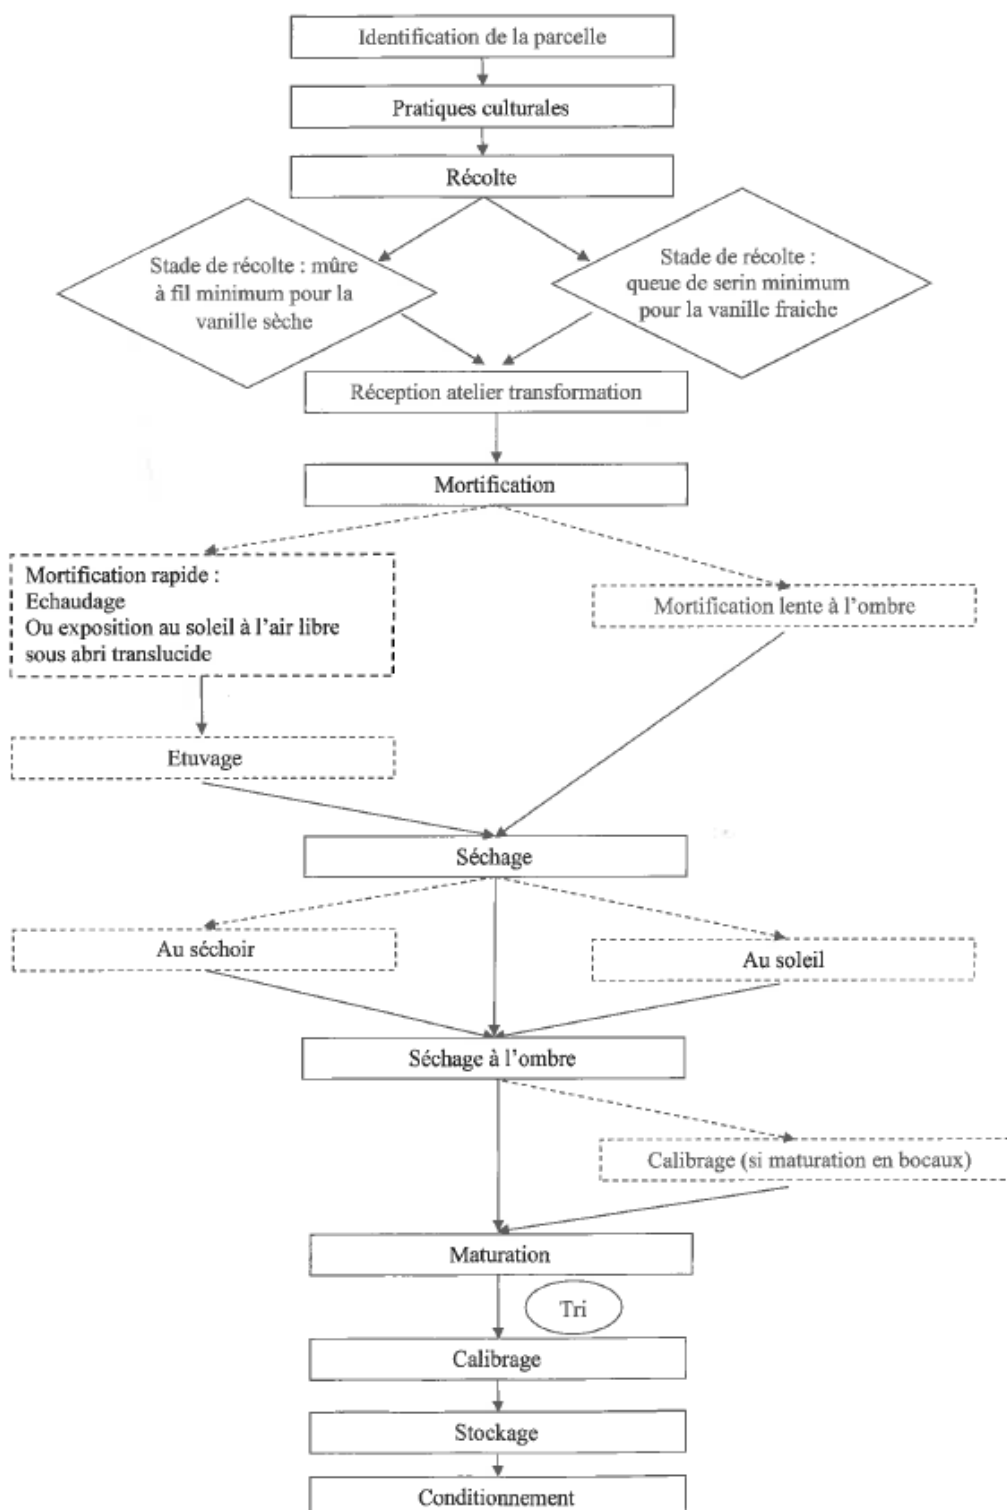 Identification de la parcelle
Pratiques culturales
Récolte
Stade de récolte : mûre
à fil minimum pour la
vanille sèche
Stade de récolte :
queue de serin minimum
pour la vanille fraiche
Réception atelier transformation
Mortification
Mortification rapide :
Echaudage
Ou exposition au soleil à l'air libre
sous abri translucide
Mortification lente à l'ombre
Etuvage
Séchage
Au séchoir
Au soleil
Séchage à l'ombre
Calibrage (si maturation en bocaux)
Maturation
Tri
Calibrage
Stockage
Conditionnement